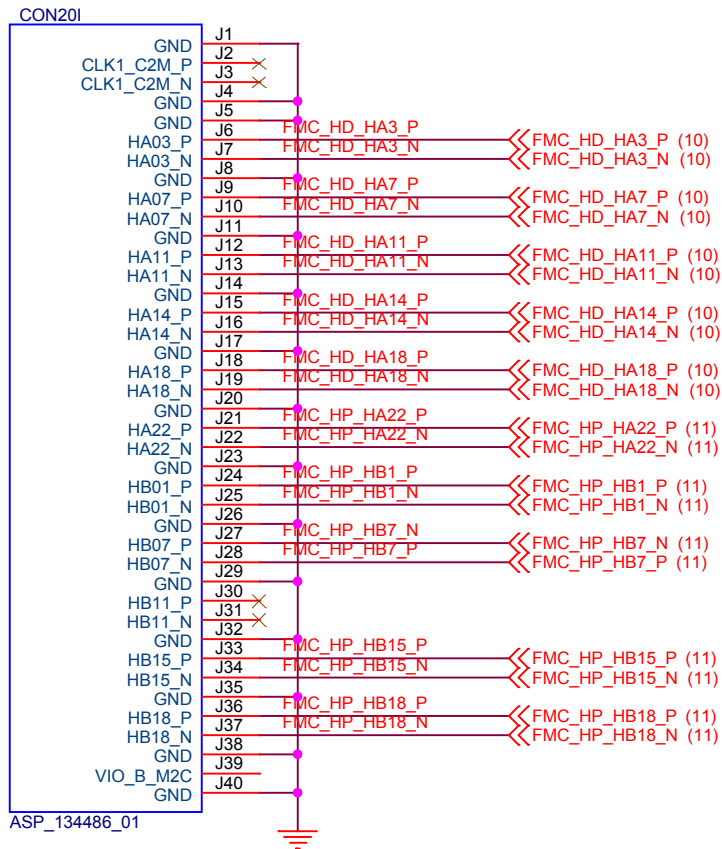 CON20I
GND J1
CLK1_C2M_P J2
CLK1_C2M_N J3
GND J4
GND J5
HA03_P J6 FMC_HD_HA3_P FMC_HD_HA3_P (10)
HA03_N J7 FMC_HD_HA3_N FMC_HD_HA3_N (10)
GND J8
HA07_P J9 FMC_HD_HA7_P FMC_HD_HA7_P (10)
HA07_N J10 FMC_HD_HA7_N FMC_HD_HA7_N (10)
GND J11
HA11_P J12 FMC_HD_HA11_P FMC_HD_HA11_P (10)
HA11_N J13 FMC_HD_HA11_N FMC_HD_HA11_N (10)
GND J14
HA14_P J15 FMC_HD_HA14_P FMC_HD_HA14_P (10)
HA14_N J16 FMC_HD_HA14_N FMC_HD_HA14_N (10)
GND J17
HA18_P J18 FMC_HD_HA18_P FMC_HD_HA18_P (10)
HA18_N J19 FMC_HD_HA18_N FMC_HD_HA18_N (10)
GND J20
HA22_P J21 FMC_HP_HA22_P FMC_HP_HA22_P (11)
HA22_N J22 FMC_HP_HA22_N FMC_HP_HA22_N (11)
GND J23
HB01_P J24 FMC_HP_HB1_P FMC_HP_HB1_P (11)
HB01_N J25 FMC_HP_HB1_N FMC_HP_HB1_N (11)
GND J26
HB07_P J27 FMC_HP_HB7_N FMC_HP_HB7_N (11)
HB07_N J28 FMC_HP_HB7_P FMC_HP_HB7_P (11)
GND J29
HB11_P J30
HB11_N J31
GND J32
HB15_P J33 FMC_HP_HB15_P FMC_HP_HB15_P (11)
HB15_N J34 FMC_HP_HB15_N FMC_HP_HB15_N (11)
GND J35
HB18_P J36 FMC_HP_HB18_P FMC_HP_HB18_P (11)
HB18_N J37 FMC_HP_HB18_N FMC_HP_HB18_N (11)
GND J38
VIO_B_M2C J39
GND J40
ASP_134486_01